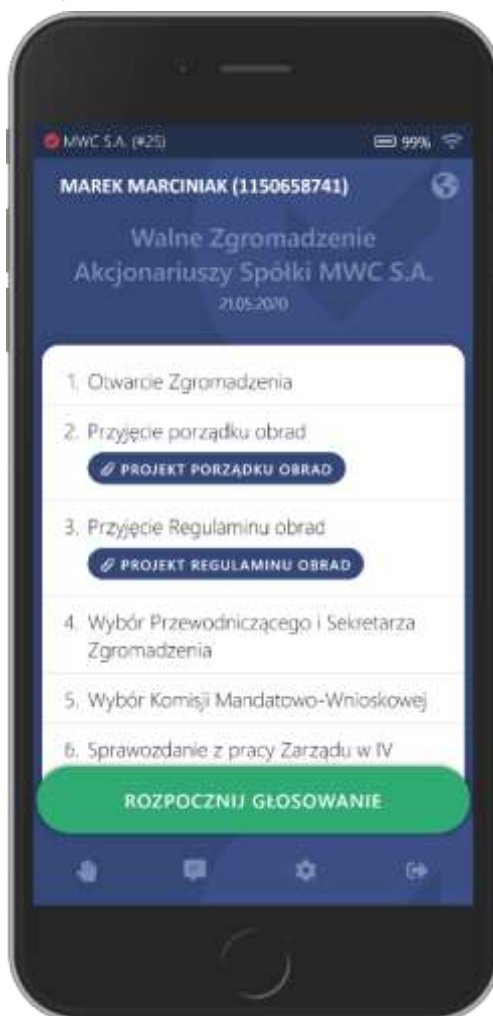 MWC S.A. (#25)
99%
MAREK MARCINIAK (1150658741)
Walne Zgromadzenie
Akcjonariuszy Spółki MWC S.A.
21.05.2020
1. Otwarcie Zgromadzenia
2. Przyjęcie porządku obrad
PROJEKT PORZĄDKU OBRAD
3. Przyjęcie Regulaminu obrad
PROJEKT REGULAMINU OBRAD
4. Wybór Przewodniczącego i Sekretarza
Zgromadzenia
5. Wybór Komisji Mandatowo-Wnioskowej
6. Sprawozdanie z pracy Zarządu w IV
ROZPOCZNIJ GŁOSOWANIE